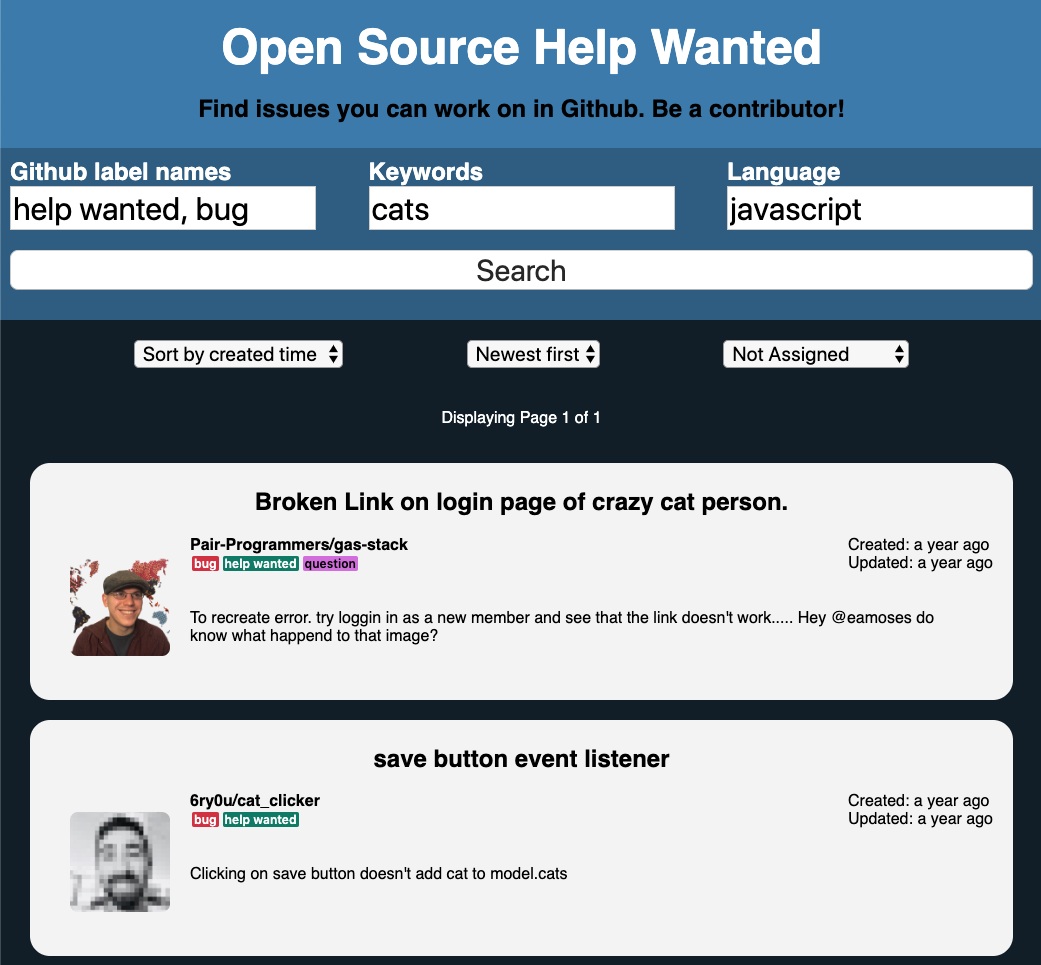 Open Source Help Wanted
Find issues you can work on in Github. Be a contributor!
Github label names
Keywords
Language
help wanted, bug
cats
javascript
Search
Sort by created time
Newest first
Not Assigned
Displaying Page 1 of 1
Broken Link on login page of crazy cat person.
Pair-Programmers/gas-stack
Created: a year ago
bug help wanted question
Updated: a year ago
To recreate error. try loggin in as a new member and see that the link doesn't work..... Hey @eamoses do
know what happend to that image?
save button event listener
6ry0u/cat_clicker
Created: a year ago
bug help wanted
Updated: a year ago
Clicking on save button doesn't add cat to model.cats